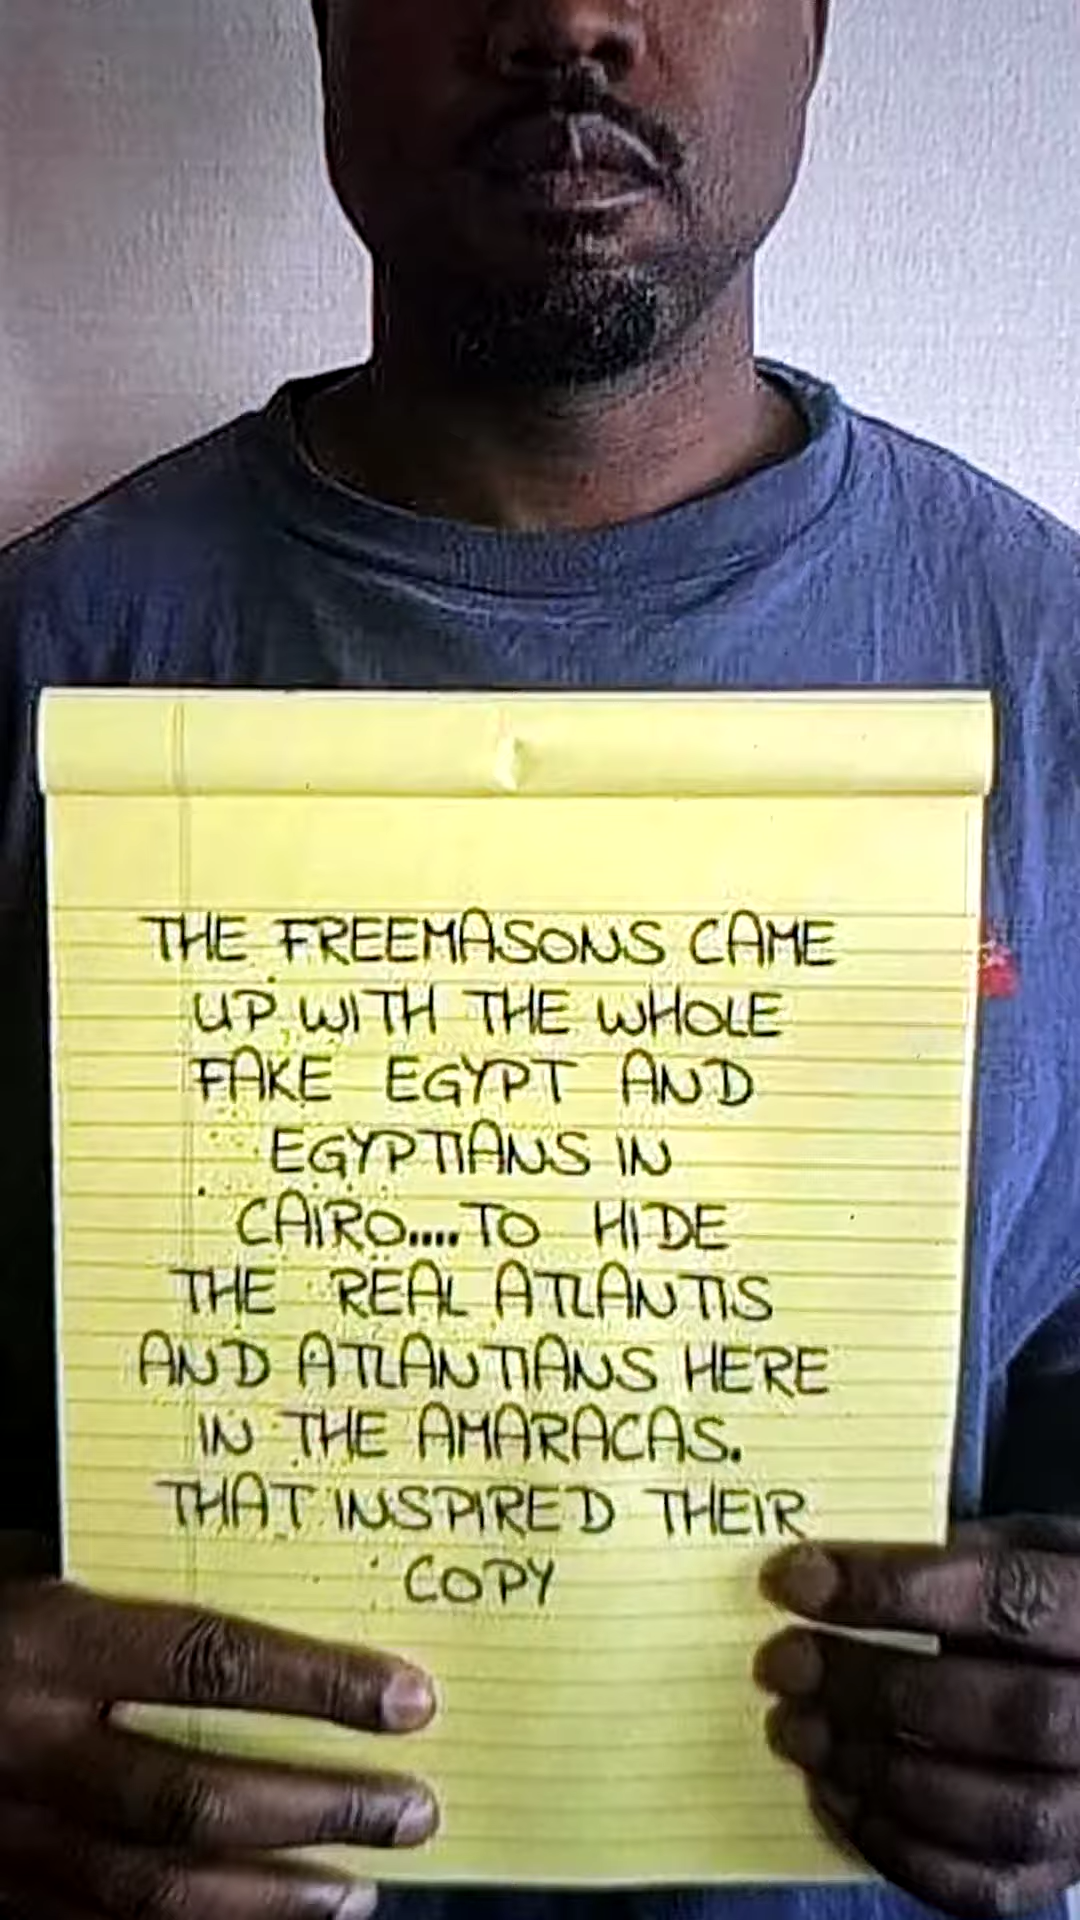 THE FREEMASONS CAME
UP WITH THE WHOLE
FAKE EGYPT AND
EGYPTIANS IN
CAIRO....TO HIDE
THE REAL ATLANTIS
AND ATLANTIANS HERE
IN THE AMARACAS.
THAT INSPIRED THEIR
COPY